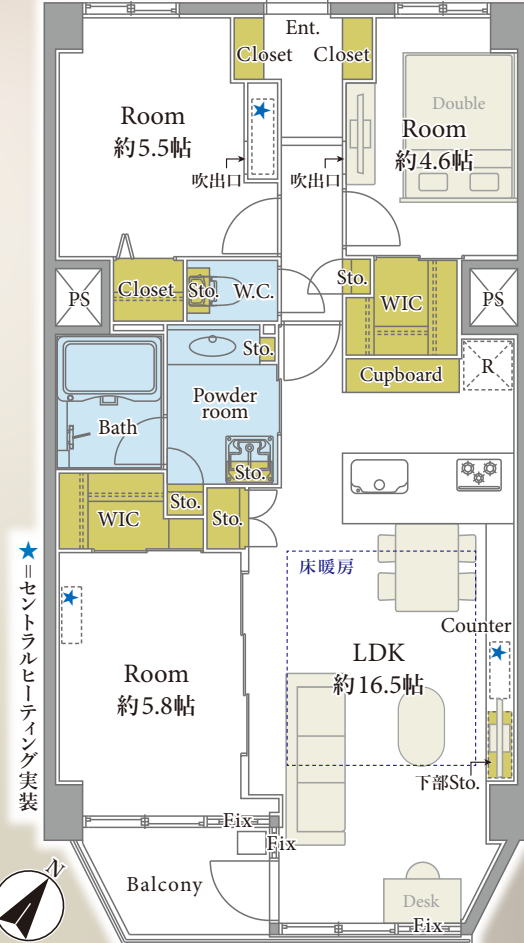 Ent.
Closet
Closet
Room
約5.5帖
Double
Room
約4.6帖
吹出口
吹出口
PS
Closet
Sto.
W.C.
Sto.
WIC
PS
Sto.
Cupboard
R
Powder
room
Bath
Sto.
WIC
Sto.
Sto.
床暖房
Counter
LDK
約16.5帖
Room
約5.8帖
下部Sto.
★=セントラルヒーティング実装
Fix
Fix
Balcony
Desk
Fix
N